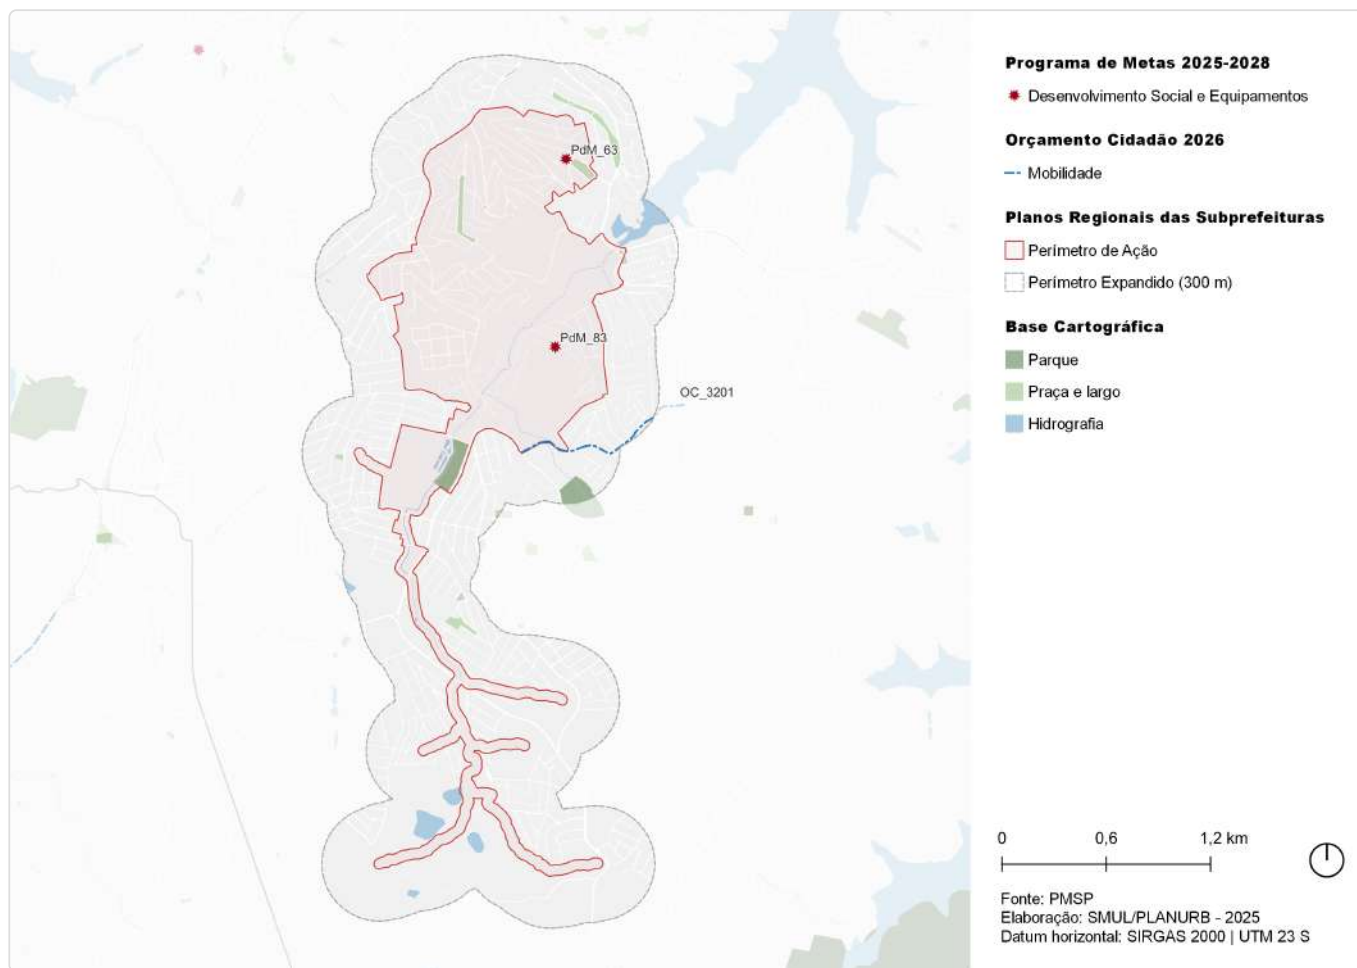 PdM_63
PdM_83
OC_3201
Programa de Metas 2025-2028
Desenvolvimento Social e Equipamentos
Orçamento Cidadão 2026
Mobilidade
Planos Regionais das Subprefeituras
Perímetro de Ação
Perímetro Expandido (300 m)
Base Cartográfica
Parque
Praça e largo
Hidrografia
0 0,6 1,2 km
Fonte: PMSP
Elaboração: SMUL/PLANURB - 2025
Datum horizontal: SIRGAS 2000 | UTM 23 S